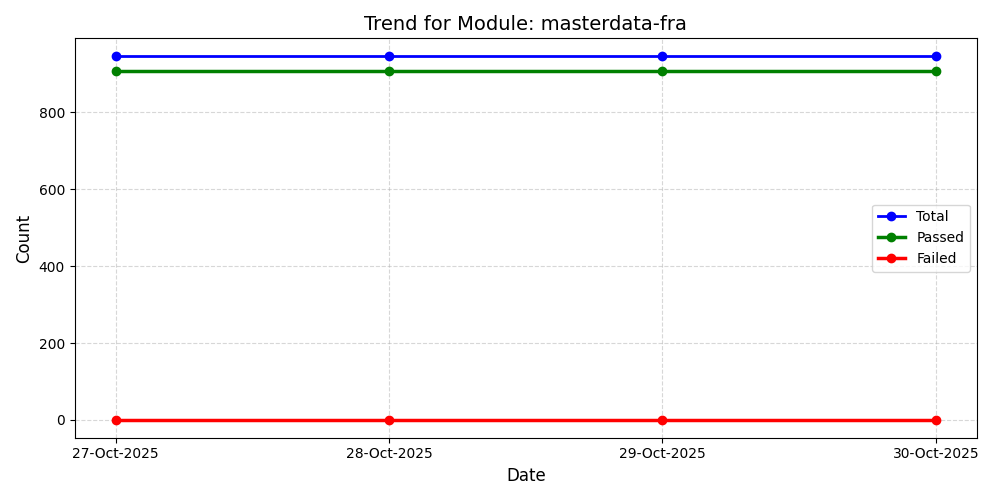 Trend for Module: masterdata-fra
Count
800
600
400
200
0
Total
Passed
Failed
27-Oct-2025
28-Oct-2025
29-Oct-2025
30-Oct-2025
Date